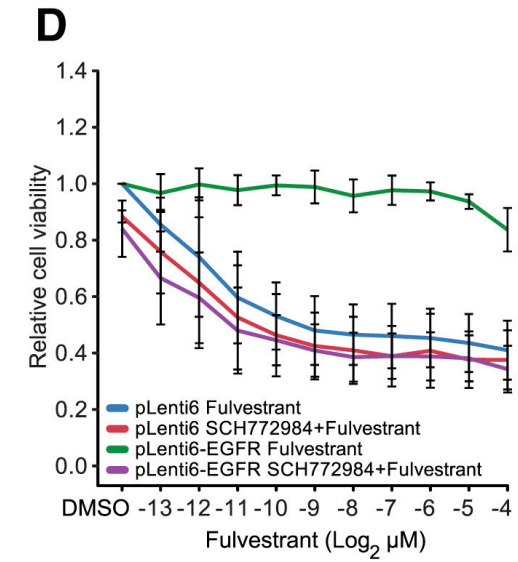 D
Relative cell viability
1.4
1.2
1.0
0.8
0.6
0.4
0.2
0.0
pLenti6 Fulvestrant
pLenti6 SCH772984+Fulvestrant
pLenti6-EGFR Fulvestrant
pLenti6-EGFR SCH772984+Fulvestrant
DMSO -13 -12 -11 -10 -9 -8 -7 -6 -5 -4
Fulvestrant (Log₂ μM)